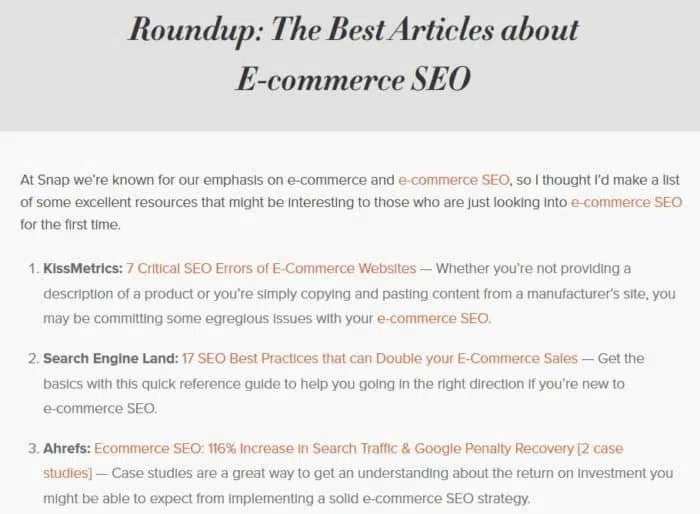 Roundup: The Best Articles about
E-commerce SEO
At Snap we're known for our emphasis on e-commerce and e-commerce SEO, so I thought I'd make a list
of some excellent resources that might be interesting to those who are just looking into e-commerce SEO
for the first time.
1. KissMetrics: 7 Critical SEO Errors of E-Commerce Websites — Whether you're not providing a
description of a product or you're simply copying and pasting content from a manufacturer's site, you
may be committing some egregious issues with your e-commerce SEO.
2. Search Engine Land: 17 SEO Best Practices that can Double your E-Commerce Sales — Get the
basics with this quick reference guide to help you going in the right direction if you're new to
e-commerce SEO.
3. Ahrefs: Ecommerce SEO: 116% Increase in Search Traffic & Google Penalty Recovery [2 case
studies] — Case studies are a great way to get an understanding about the return on investment you
might be able to expect from implementing a solid e-commerce SEO strategy.